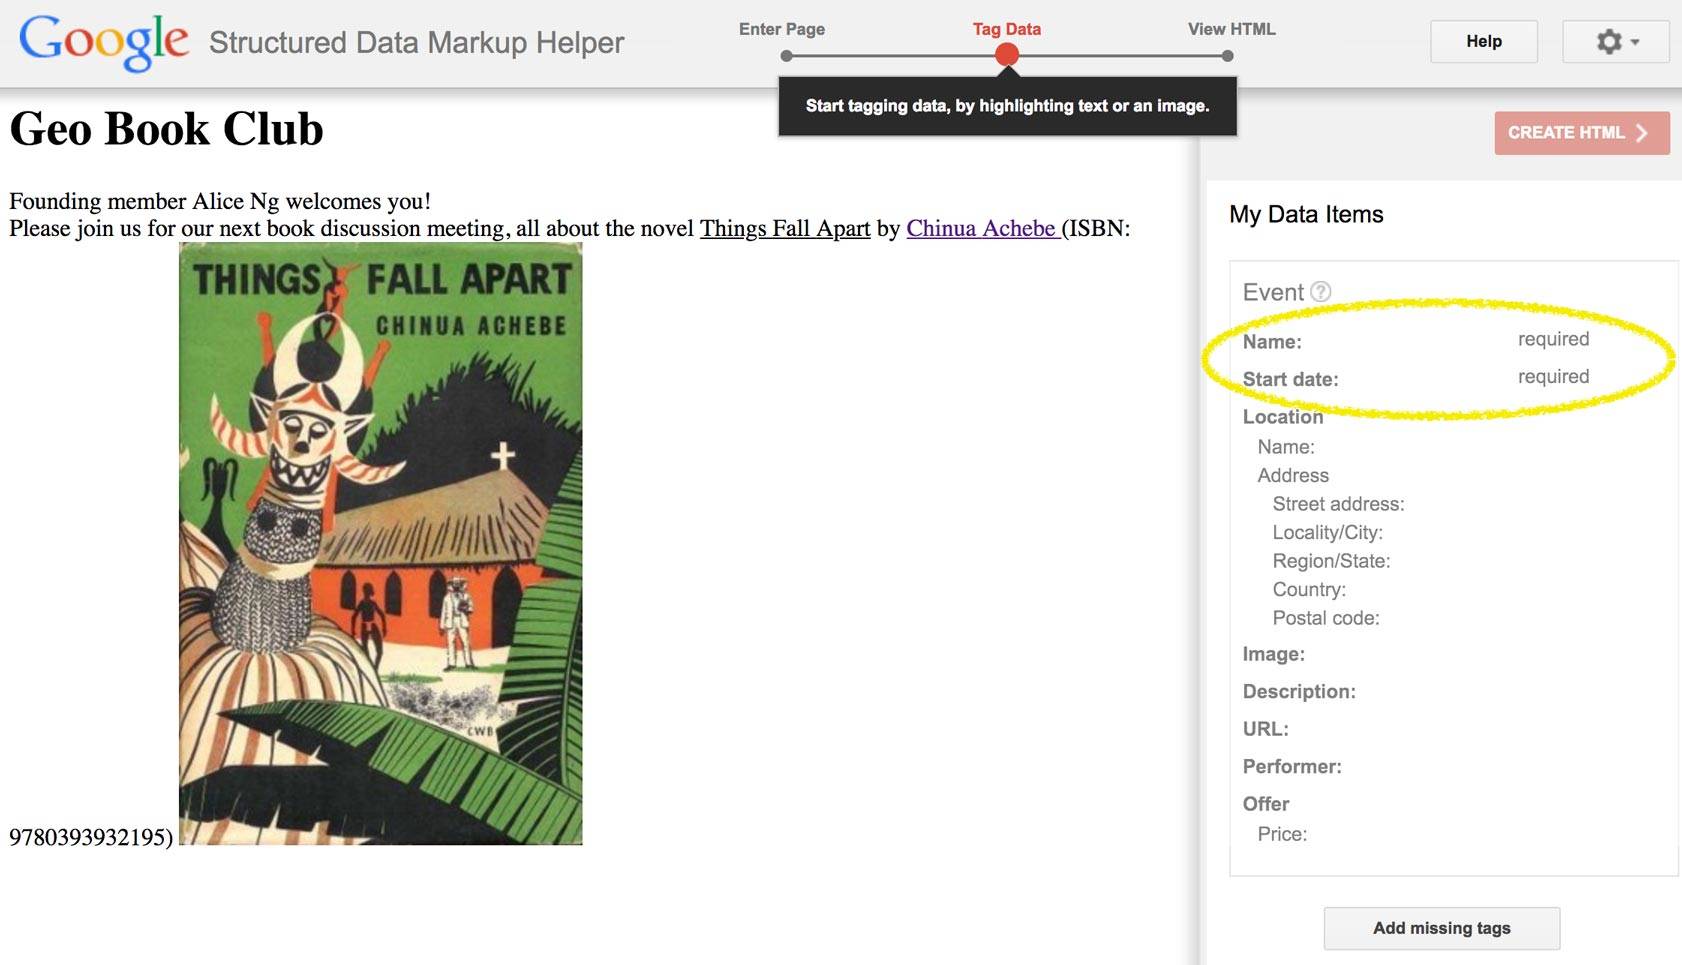 Google Structured Data Markup Helper
Enter Page
Tag Data
View HTML
Help
Start tagging data, by highlighting text or an image.
CREATE HTML
Geo Book Club
Founding member Alice Ng welcomes you!
Please join us for our next book discussion meeting, all about the novel Things Fall Apart by Chinua Achebe (ISBN:
THINGS FALL APART
CHINUA ACHEBE
CWB
9780393932195)
My Data Items
Event ?
Name: required
Start date: required
Location
Name:
Address
Street address:
Locality/City:
Region/State:
Country:
Postal code:
Image:
Description:
URL:
Performer:
Offer
Price:
Add missing tags